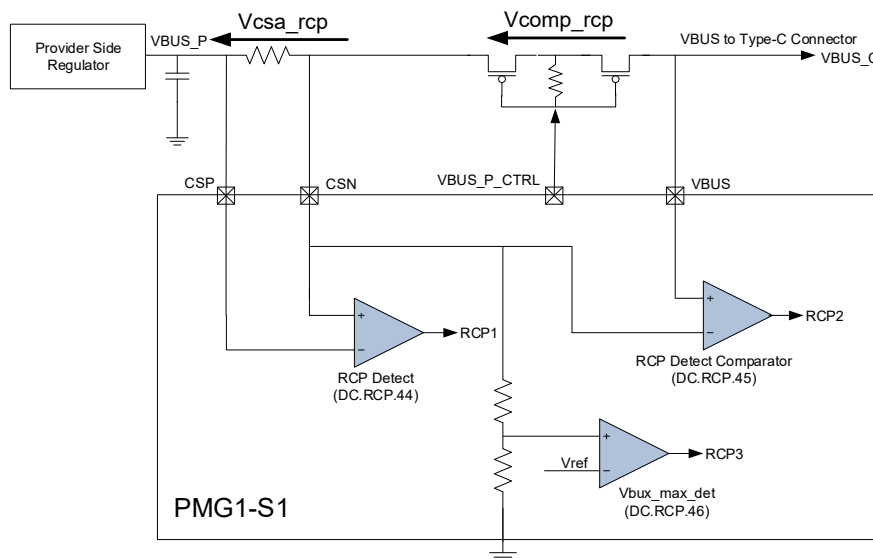 Vcsa_rcp
Vcomp_rcp
Provider Side
Regulator
VBUS_P
VBUS to Type-C Connector
VBUS_C
CSP
CSN
VBUS_P_CTRL
VBUS
+
-
RCP1
RCP Detect
(DC.RCP.44)
+
-
RCP2
RCP Detect Comparator
(DC.RCP.45)
+
Vref
-
RCP3
Vbux_max_det
(DC.RCP.46)
PMG1-S1